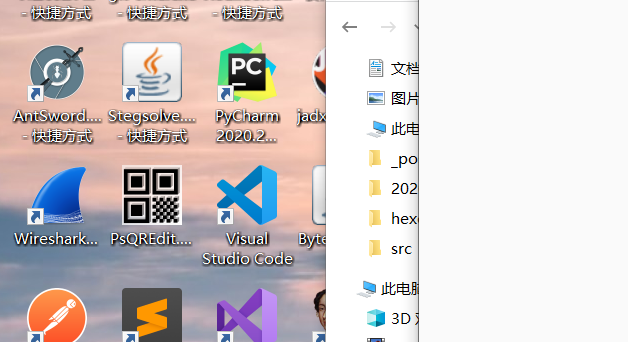 - 快捷方式
- 快捷方式
- 快捷方式
AntSword....
- 快捷方式
Stegsolve....
- 快捷方式
PC
PyCharm
2020.2...
jadx
Wireshark...
PsQREdit....
Visual
Studio Code
Byte
文档
图片
此电
_po
202
hex
src
此电脑
3D